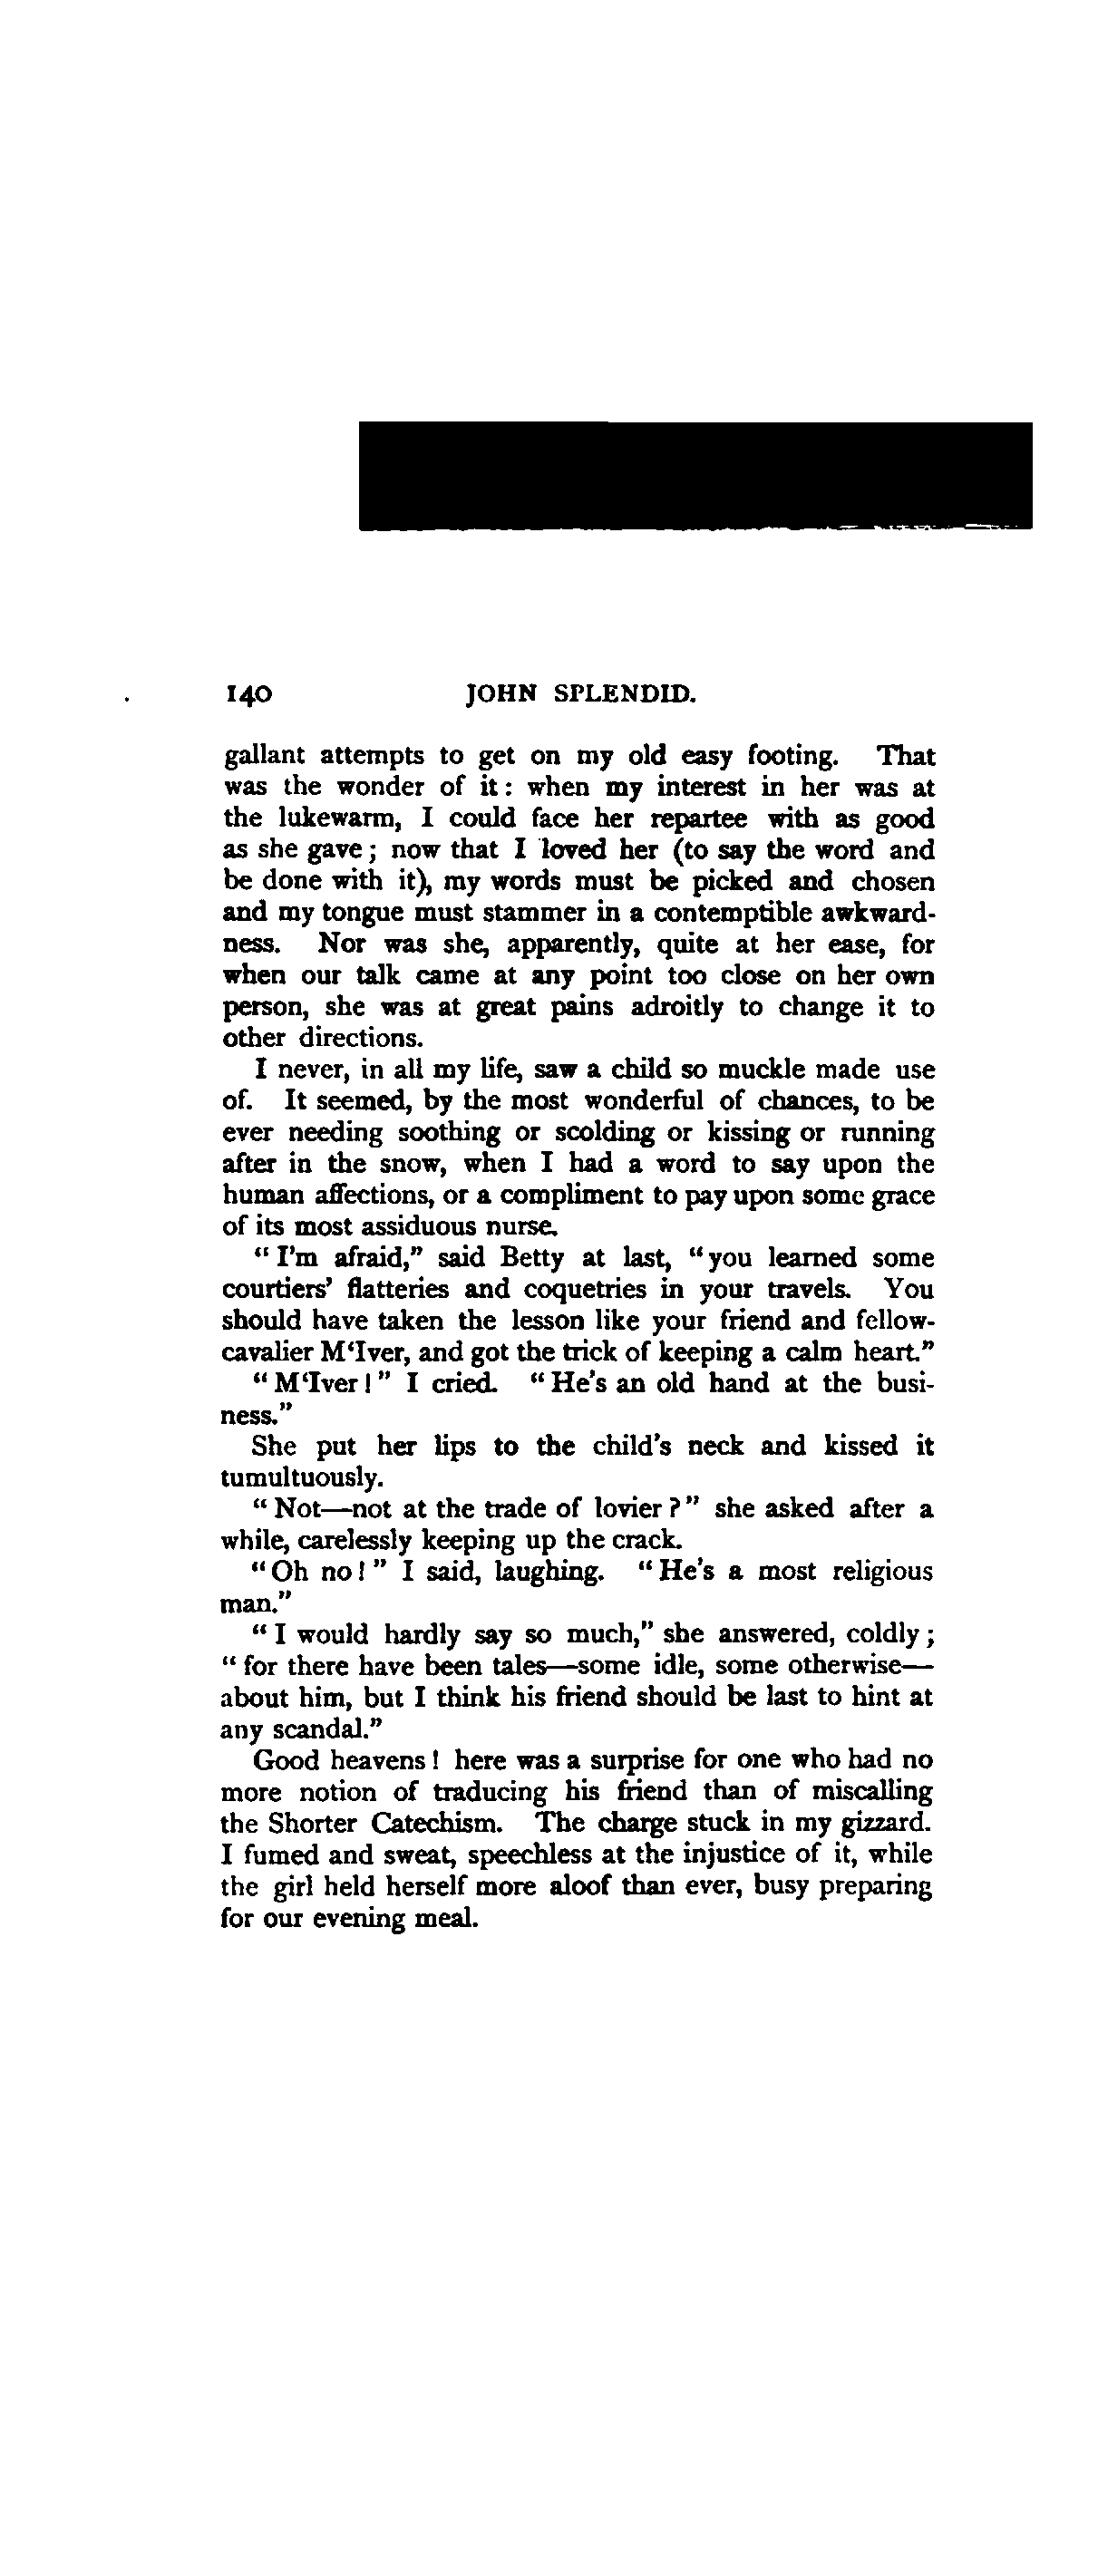 140 JOHN SPLENDID.
gallant attempts to get on my old easy footing. That
was the wonder of it: when my interest in her was at
the lukewarm, I could face her repartee with as good
as she gave; now that I loved her (to say the word and
be done with it), my words must be picked and chosen
and my tongue must stammer in a contemptible awkward-
ness. Nor was she, apparently, quite at her ease, for
when our talk came at any point too close on her own
person, she was at great pains adroitly to change it to
other directions.
I never, in all my life, saw a child so muckle made use
of. It seemed, by the most wonderful of chances, to be
ever needing soothing or scolding or kissing or running
after in the snow, when I had a word to say upon the
human affections, or a compliment to pay upon some grace
of its most assiduous nurse.
"I'm afraid," said Betty at last, "you learned some
courtiers' flatteries and coquetries in your travels. You
should have taken the lesson like your friend and fellow-
cavalier M'Iver, and got the trick of keeping a calm heart."
"M'Iver!" I cried. "He's an old hand at the busi-
ness."
She put her lips to the child's neck and kissed it
tumultuously.
"Not—not at the trade of lovier?" she asked after a
while, carelessly keeping up the crack.
"Oh no!" I said, laughing. "He's a most religious
man."
"I would hardly say so much," she answered, coldly;
"for there have been tales—some idle, some otherwise—
about him, but I think his friend should be last to hint at
any scandal."
Good heavens! here was a surprise for one who had no
more notion of traducing his friend than of miscalling
the Shorter Catechism. The charge stuck in my gizzard.
I fumed and sweat, speechless at the injustice of it, while
the girl held herself more aloof than ever, busy preparing
for our evening meal.